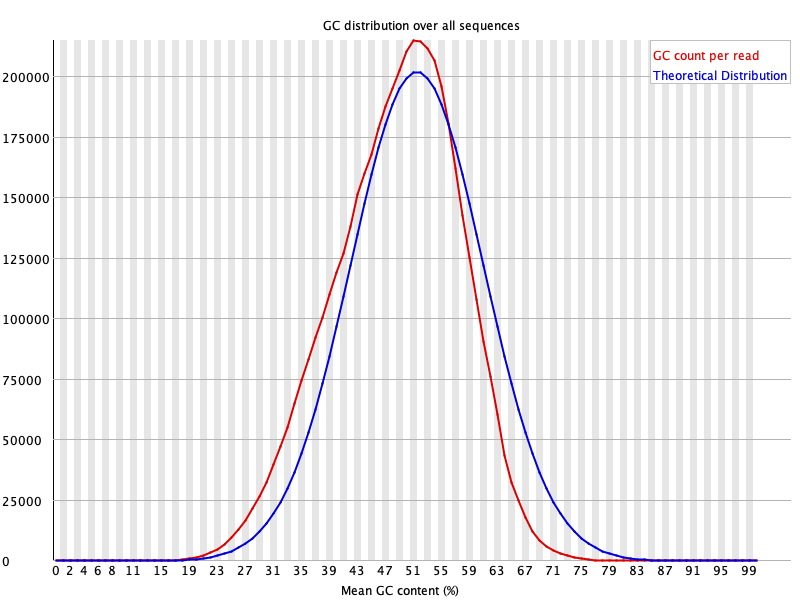 GC distribution over all sequences
GC count per read
Theoretical Distribution
200000
175000
150000
125000
100000
75000
50000
25000
0
0 2 4 6 8 11 15 19 23 27 31 35 39 43 47 51 55 59 63 67 71 75 79 83 87 91 95 99
Mean GC content (%)